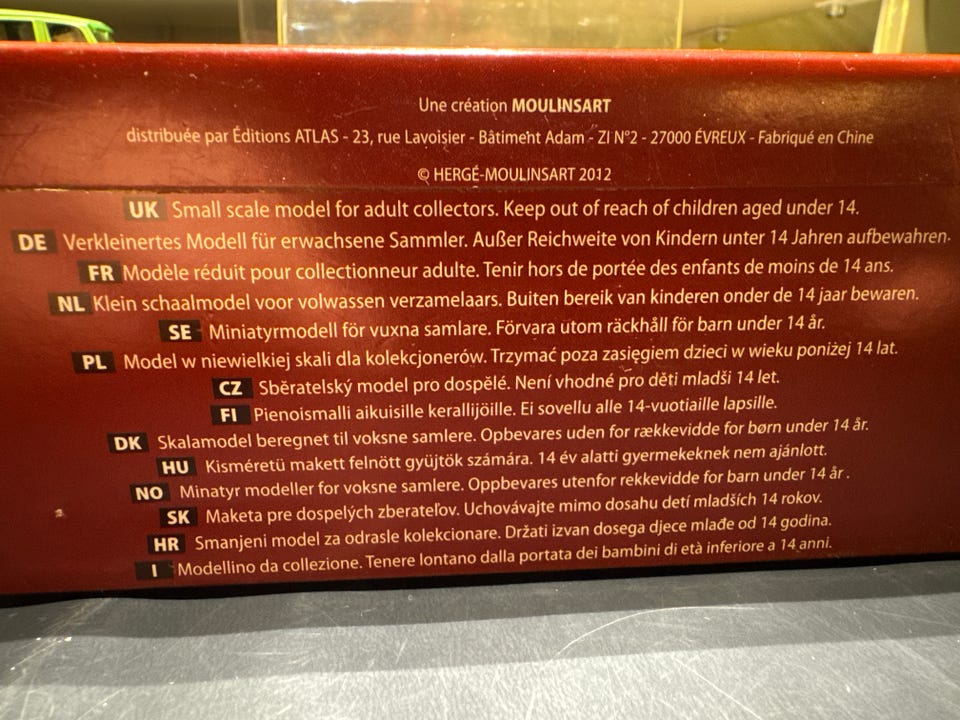 Une création MOULINSART
distribuée par Éditions ATLAS - 23, rue Lavoisier - Bâtiment Adam - ZI N°2 - 27000 ÉVREUX - Fabriqué en Chine
© HERGÉ-MOULINSART 2012
UK Small scale model for adult collectors. Keep out of reach of children aged under 14.
DE Verkleinertes Modell für erwachsene Sammler. Außer Reichweite von Kindern unter 14 Jahren aufbewahren.
FR Modèle réduit pour collectionneur adulte. Tenir hors de portée des enfants de moins de 14 ans.
NL Klein schaalmodel voor volwassen verzamelaars. Buiten bereik van kinderen onder de 14 jaar bewaren.
SE Miniatyrmodell för vuxna samlare. Förvara utom räckhåll för barn under 14 år.
PL Model w niewielkiej skali dla kolekcjonerów. Trzymać poza zasięgiem dzieci w wieku poniżej 14 lat.
CZ Sběratelský model pro dospělé. Není vhodné pro děti mladši 14 let.
FI Pienoismalli aikuisille kerallijöille. Ei sovellu alle 14-vuotiaille lapsille.
DK Skalamodel beregnet til voksne samlere. Opbevares uden for rækkevidde for børn under 14 år.
HU Kisméretü makett felnött gyüjtök számára. 14 év alatti gyermekeknek nem ajánlott.
NO Minatyr modeller for voksne samlere. Oppbevares utenfor rekkevidde for barn under 14 år .
SK Maketa pre dospelých zberateľov. Uchovávajte mimo dosahu detí mladších 14 rokov.
HR Smanjeni model za odrasle kolekcionare. Držati izvan dosega djece mlađe od 14 godina.
I Modellino da collezione. Tenere lontano dalla portata dei bambini di età inferiore a 14 anni.